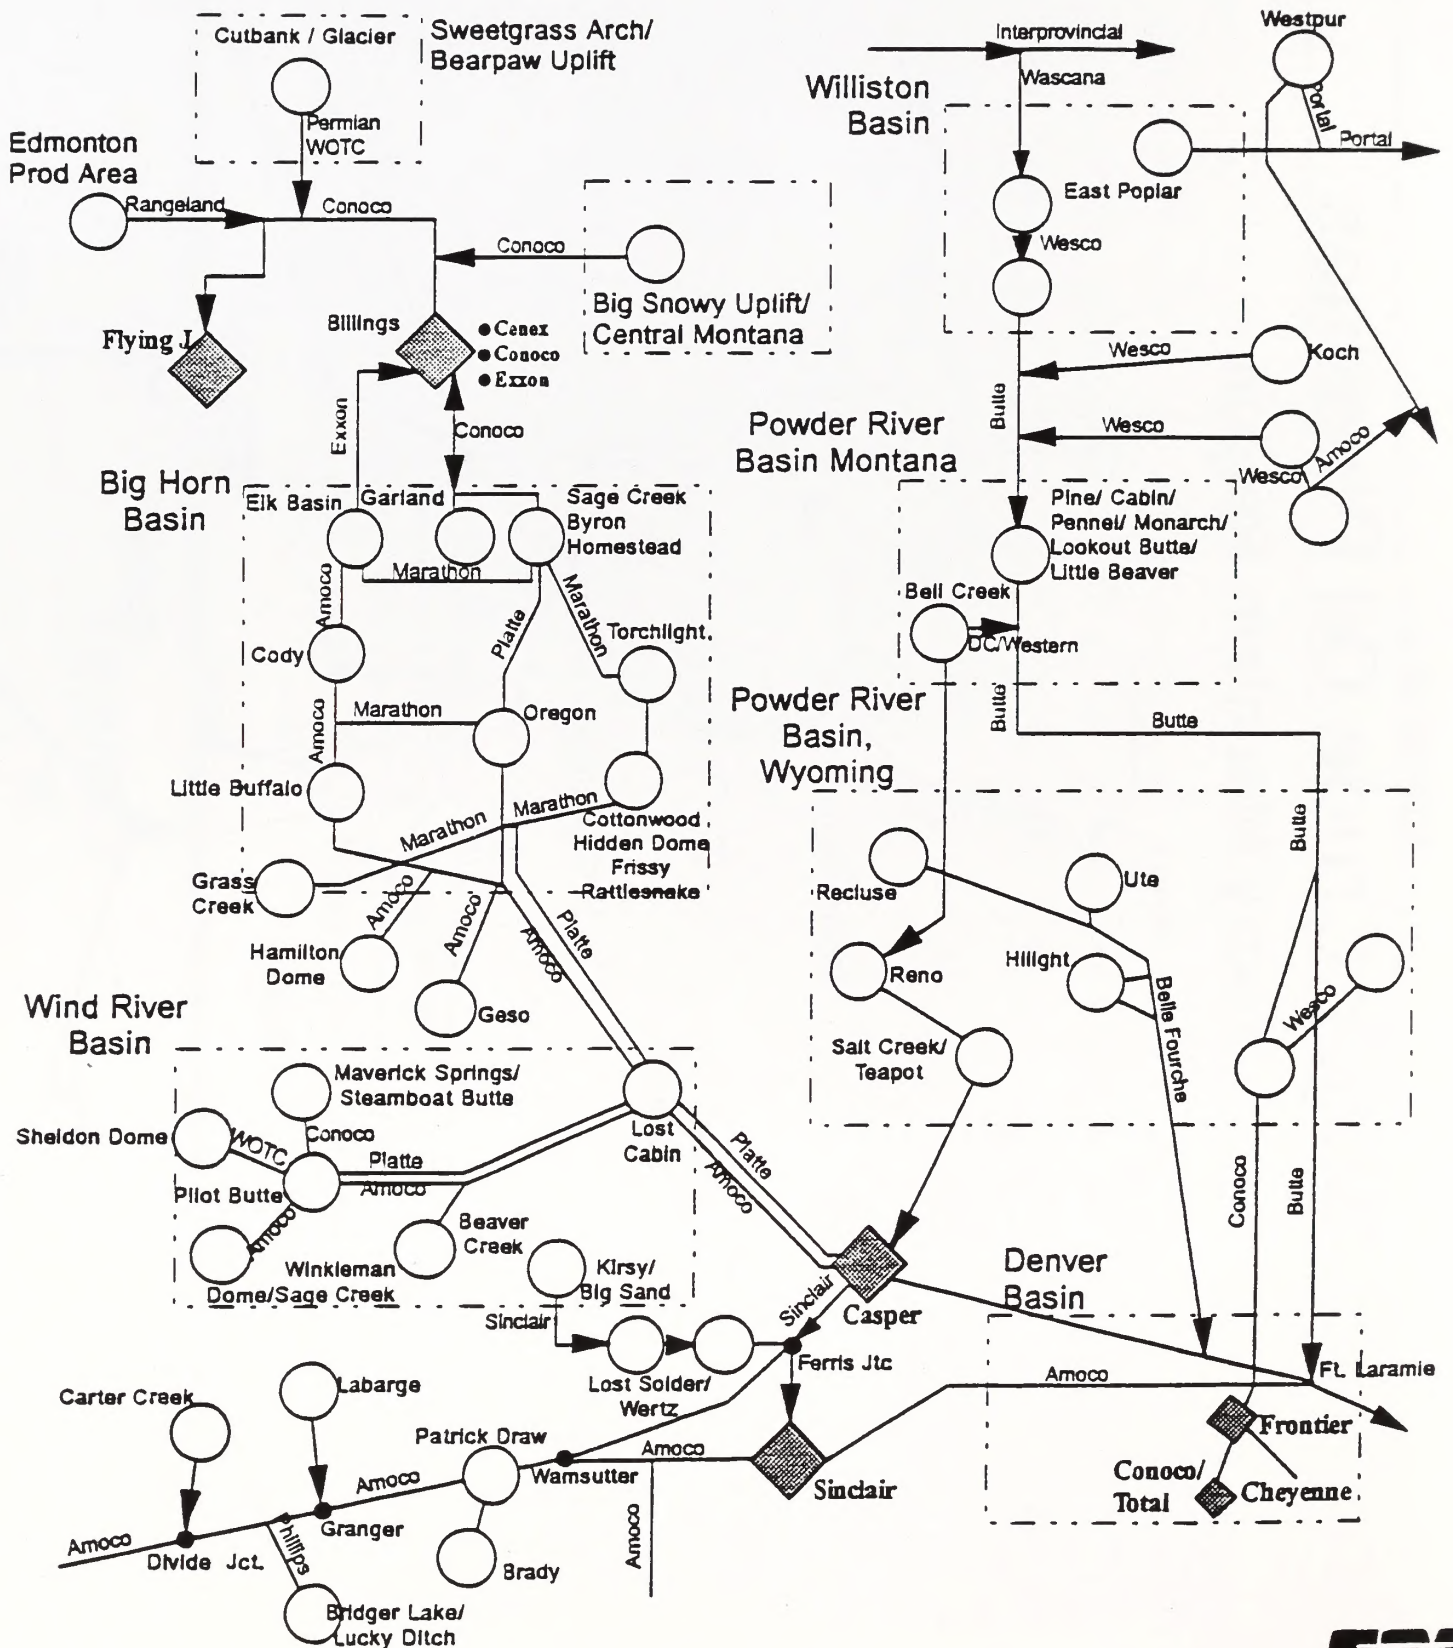 Cutbank / Glacier
Sweetgrass Arch/
Bearpaw Uplift
Permian
WOTC
Edmonton
Prod Area
Rangeland
Conoco
Conoco
Big Snowy Uplift/
Central Montana
Flying J
Billings
Cenex
Conoco
Exxon
Exxon
Conoco
Interprovincial
Wascana
Westpur
Portal
Portal
Williston
Basin
East Poplar
Wesco
Wesco
Koch
Butte
Wesco
Wesco
Amoco
Powder River
Basin Montana
Pine/ Cabin/
Pennel/ Monarch/
Lookout Butte/
Little Beaver
Bell Creek
DC/Western
Butte
Butte
Big Horn
Basin
Elk Basin
Garland
Sage Creek
Byron
Homestead
Marathon
Amoco
Platte
Marathon
Torchlight
Cody
Amoco
Marathon
Oregon
Little Buffalo
Marathon
Marathon
Cottonwood
Hidden Dome
Frissy
Rattlesnake
Grass
Creek
Amoco
Amoco
Amoco
Platte
Hamilton
Dome
Geso
Powder River
Basin,
Wyoming
Butte
Recluse
Ute
Reno
Hilight
Belle Fourche
Wesco
Salt Creek/
Teapot
Conoco
Butte
Wind River
Basin
Maverick Springs/
Steamboat Butte
Sheldon Dome
WOTC
Conoco
Platte
Amoco
Lost
Cabin
Platte
Amoco
Pilot Butte
Amoco
Beaver
Creek
Winkleman
Dome/Sage Creek
Kirsy/
Big Sand
Sinclair
Sinclair
Casper
Denver
Basin
Ferris Jtc
Lost Solder/
Wertz
Amoco
Ft. Laramie
Frontier
Conoco/
Total
Cheyenne
Carter Creek
Labarge
Patrick Draw
Wamsutter
Amoco
Sinclair
Amoco
Granger
Amoco
Amoco
Divide Jct.
Phillips
Brady
Bridger Lake/
Lucky Ditch